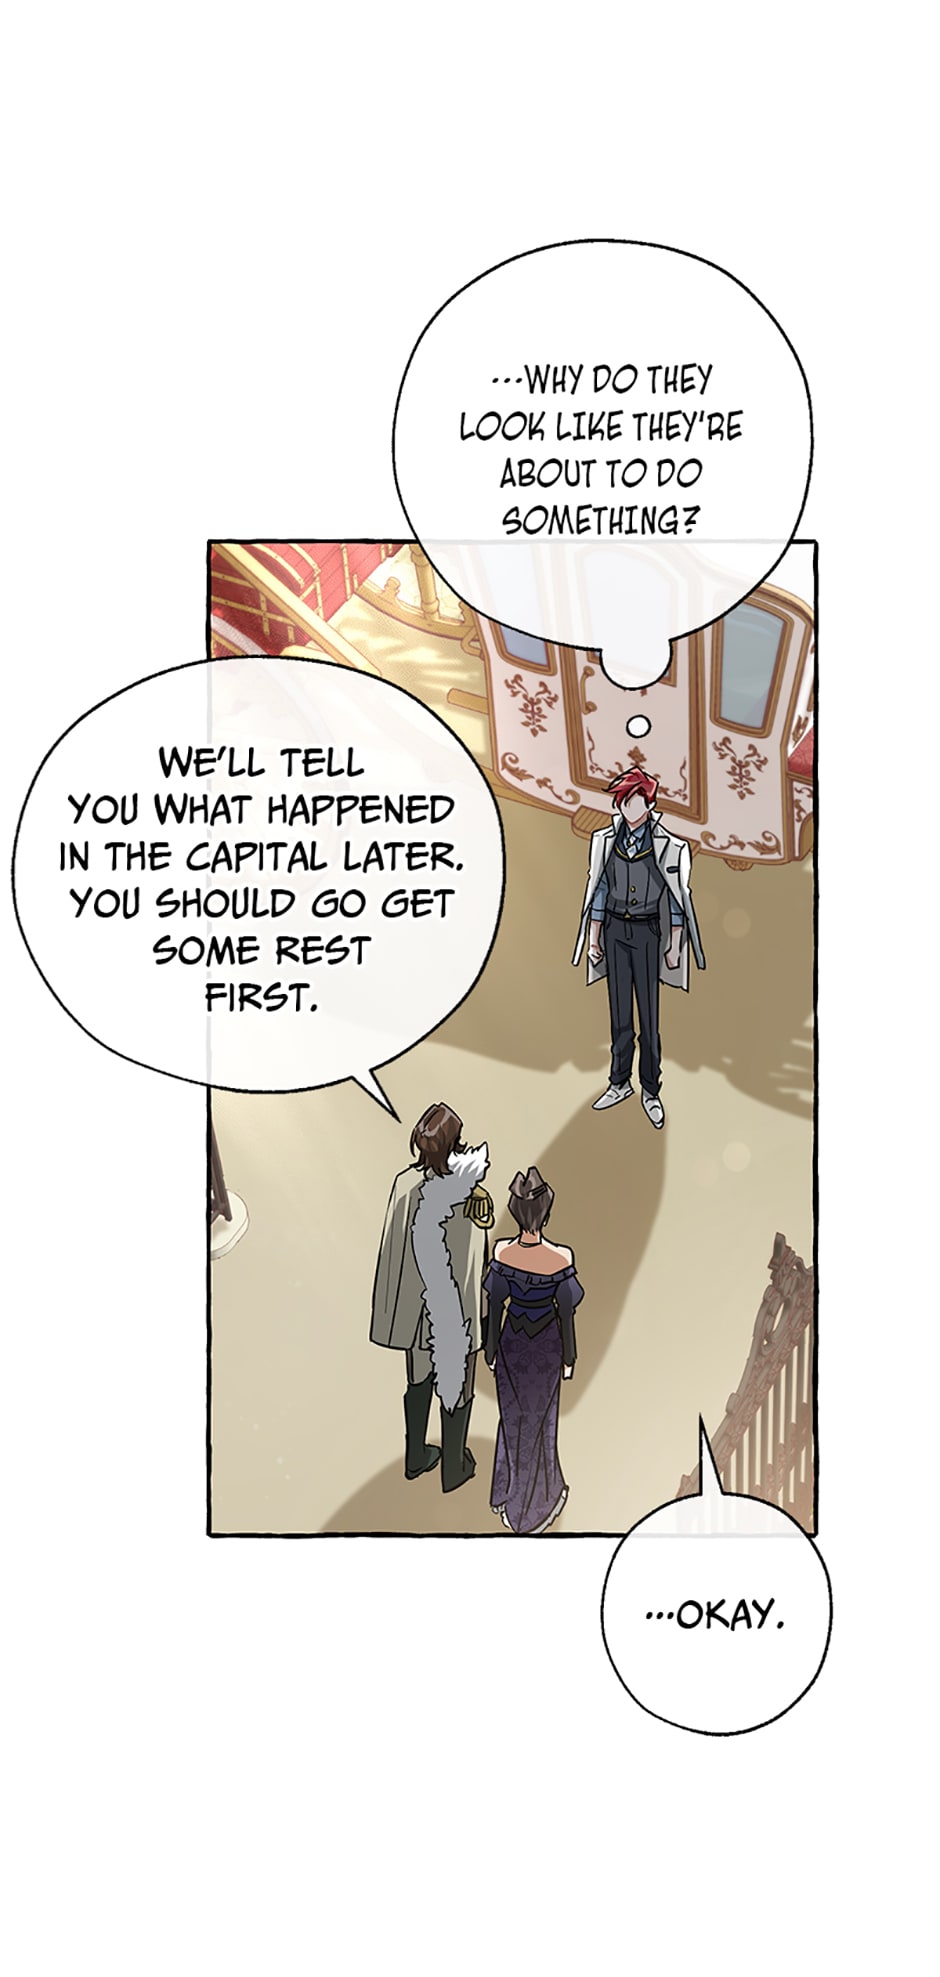 ...WHY DO THEY
LOOK LIKE THEY'RE
ABOUT TO DO
SOMETHING?
WE'LL TELL
YOU WHAT HAPPENED
IN THE CAPITAL LATER.
YOU SHOULD GO GET
SOME REST
FIRST.
...OKAY.